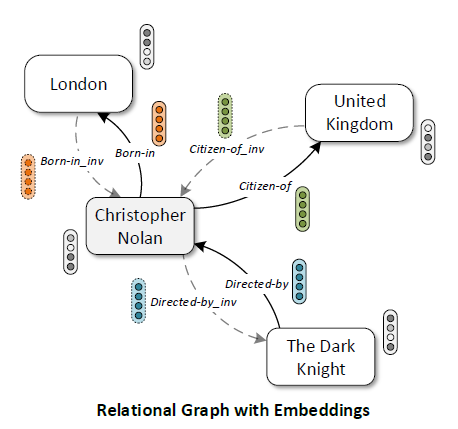 London
United
Kingdom
Born-in
Citizen-of_inv
Born-in_inv
Citizen-of
Christopher
Nolan
Directed-by
Directed-by_inv
The Dark
Knight
Relational Graph with Embeddings